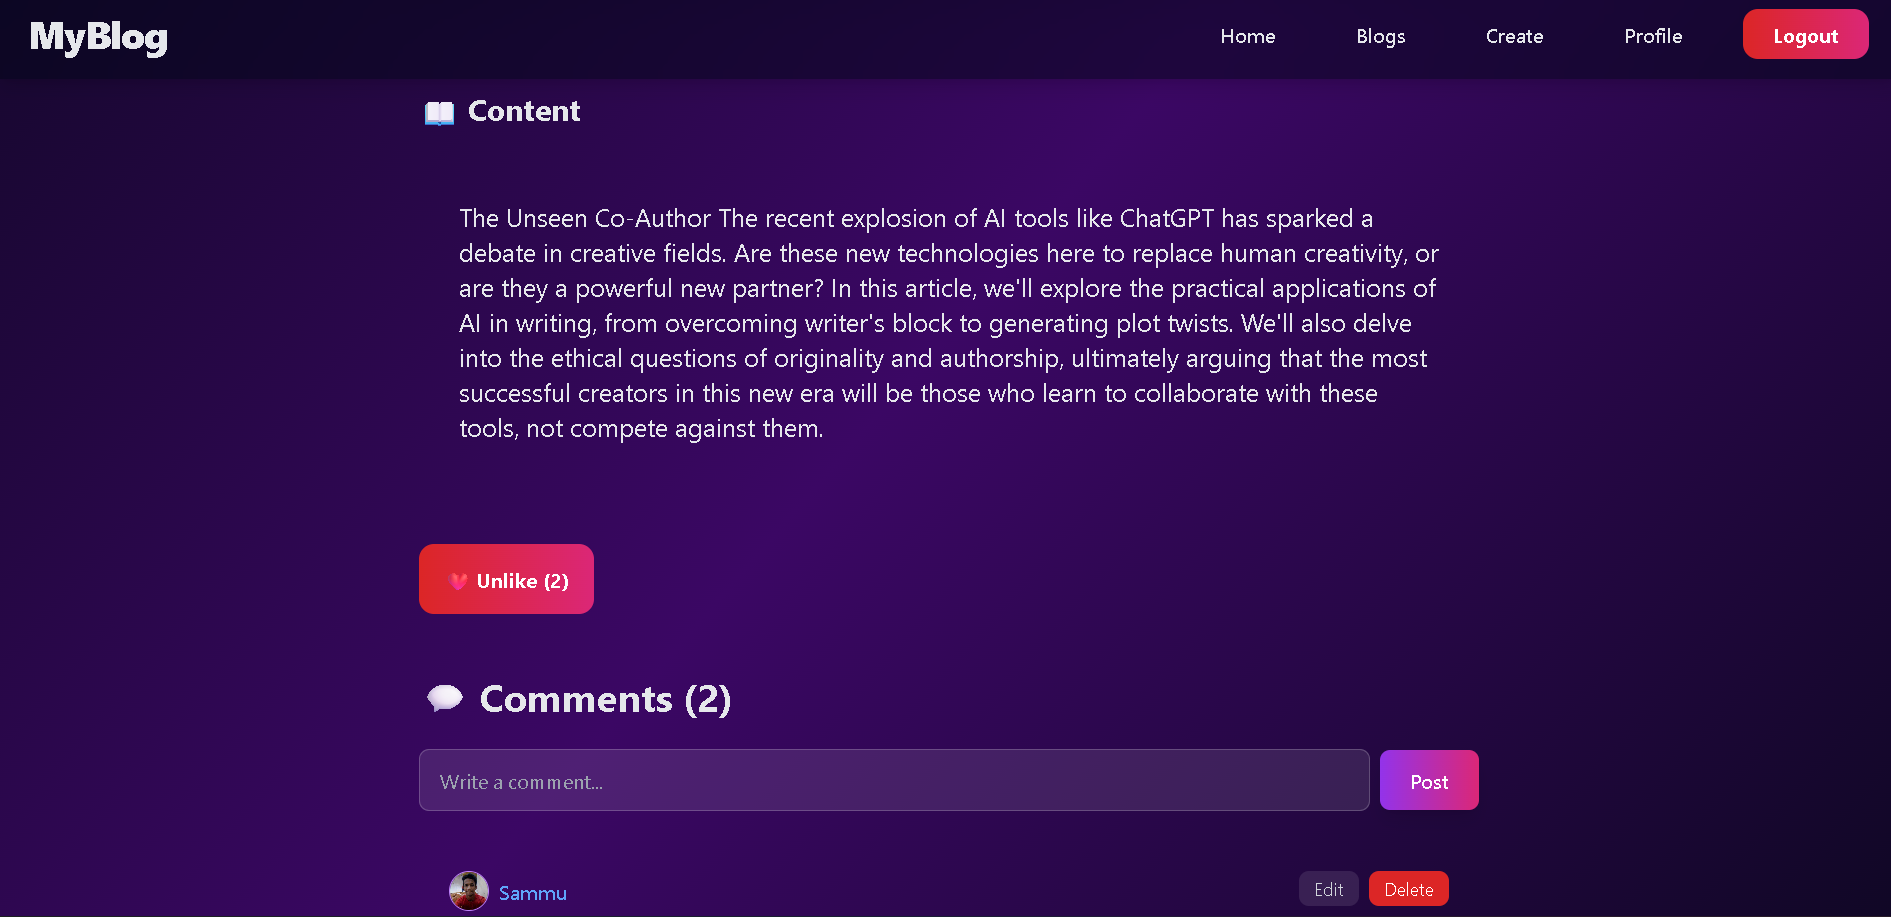 MyBlog
Home Blogs Create Profile Logout
Content
The Unseen Co-Author The recent explosion of AI tools like ChatGPT has sparked a
debate in creative fields. Are these new technologies here to replace human creativity, or
are they a powerful new partner? In this article, we'll explore the practical applications of
AI in writing, from overcoming writer's block to generating plot twists. We'll also delve
into the ethical questions of originality and authorship, ultimately arguing that the most
successful creators in this new era will be those who learn to collaborate with these
tools, not compete against them.
Unlike (2)
Comments (2)
Write a comment...
Post
Sammu
Edit Delete